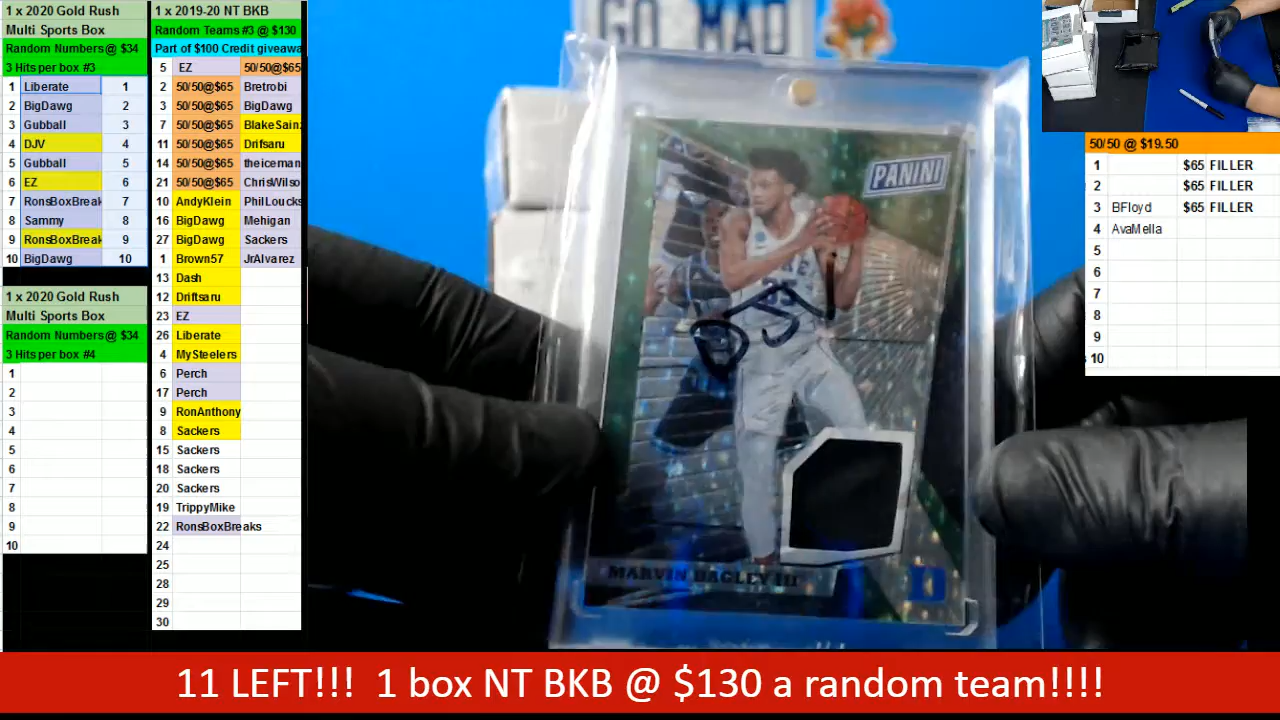 1 x 2020 Gold Rush
Multi Sports Box
Random Numbers @ $34
3 Hits per box #3
1 Liberate 1
2 BigDawg 2
3 Gubball 3
4 DJV 4
5 Gubball 5
6 EZ 6
7 RonsBoxBreak 7
8 Sammy 8
9 RonsBoxBreak 9
10 BigDawg 10
1 x 2020 Gold Rush
Multi Sports Box
Random Numbers @ $34
3 Hits per box #4
1
2
3
4
5
6
7
8
9
10
1 x 2019-20 NT BKB
Random Teams #3 @ $130
Part of $100 Credit giveawa
5 EZ 50/50@$65
2 50/50@$65 Bretrobi
3 50/50@$65 BigDawg
7 50/50@$65 BlakeSain
11 50/50@$65 Drifsaru
14 50/50@$65 theiceman
21 50/50@$65 ChrisWilso
10 AndyKlein PhilLoucks
16 BigDawg Mehigan
27 BigDawg Sackers
1 Brown57 JrAlvarez
13 Dash
12 Driftsaru
23 EZ
26 Liberate
4 MySteelers
6 Perch
17 Perch
9 RonAnthony
8 Sackers
15 Sackers
18 Sackers
20 Sackers
19 TrippyMike
22 RonsBoxBreaks
24
25
28
29
30
GO MAD
PANINI
35
MARVIN BAGLEY III
D
50/50 @ $19.50
1 $65 FILLER
2 $65 FILLER
3 BFloyd $65 FILLER
4 AvaMella
5
6
7
8
9
10
11 LEFT!!! 1 box NT BKB @ $130 a random team!!!!